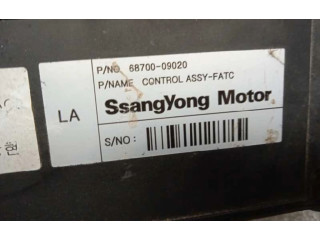 P/NO 68700-09020
P/NAME CONTROL ASSY-FATC
LA
SsangYong Motor
S/NO: